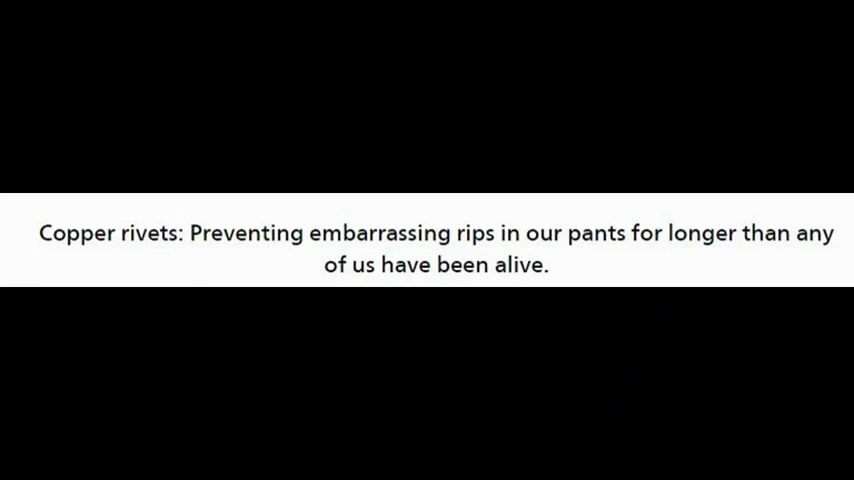 Copper rivets: Preventing embarrassing rips in our pants for longer than any
of us have been alive.